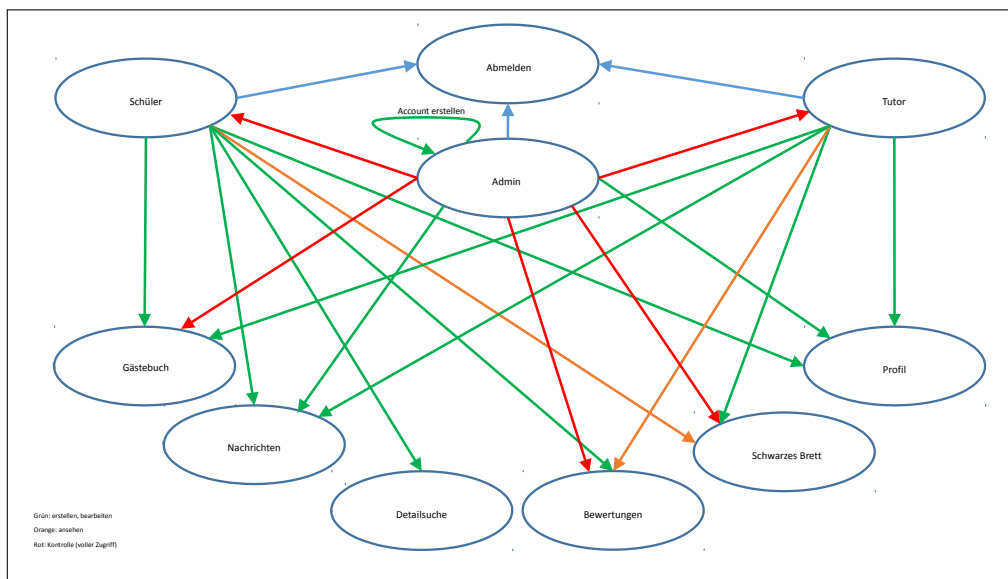 Abmelden
Schüler
Tutor
Account erstellen
Admin
Gästebuch
Profil
Nachrichten
Schwarzes Brett
Detailsuche
Bewertungen
Grün: erstellen, bearbeiten
Orange: ansehen
Rot: Kontrolle (voller Zugriff)